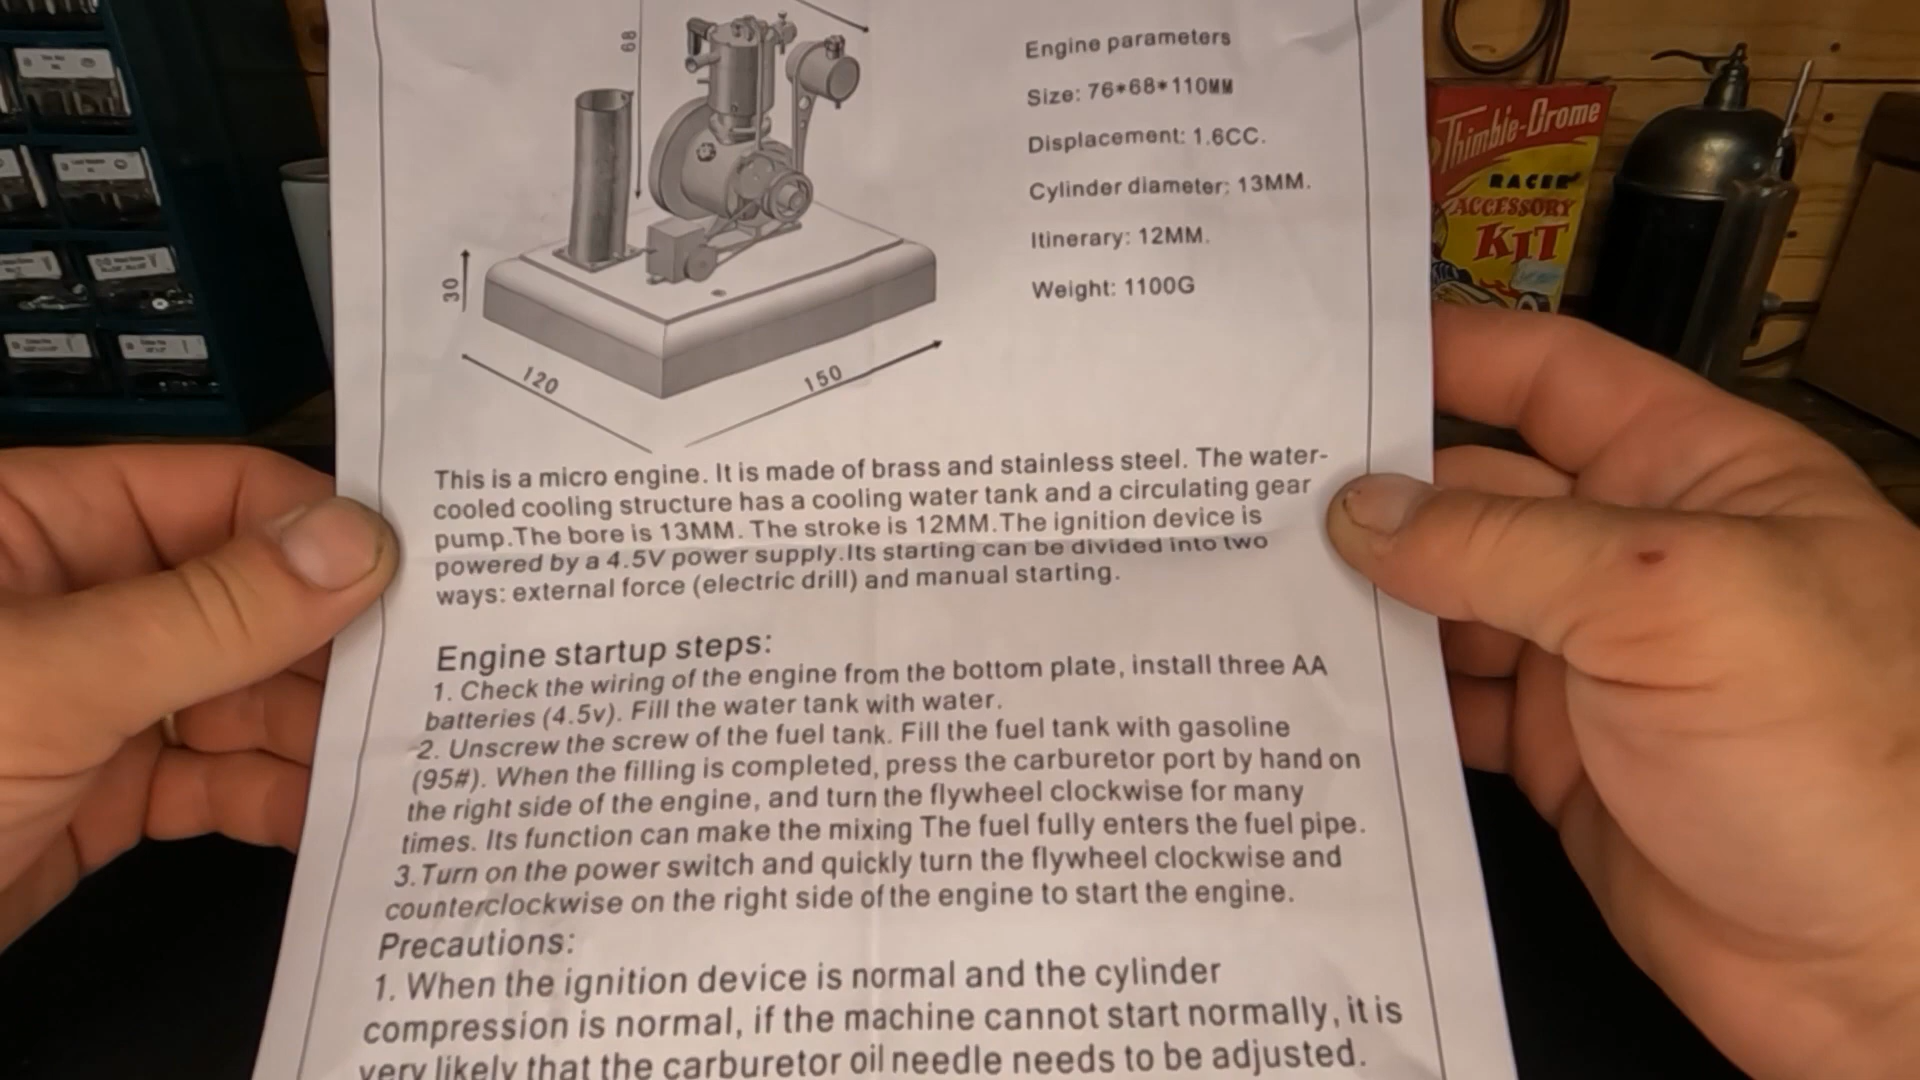 68
Engine parameters
Size: 76*68*110MM
Displacement: 1.6CC.
Cylinder diameter: 13MM.
Itinerary: 12MM.
Weight: 1100G
30
120
150
This is a micro engine. It is made of brass and stainless steel. The water-
cooled cooling structure has a cooling water tank and a circulating gear
pump.The bore is 13MM. The stroke is 12MM.The ignition device is
powered by a 4.5V power supply.Its starting can be divided into two
ways: external force (electric drill) and manual starting.
Engine startup steps:
1. Check the wiring of the engine from the bottom plate, install three AA
batteries (4.5v). Fill the water tank with water.
2. Unscrew the screw of the fuel tank. Fill the fuel tank with gasoline
(95#). When the filling is completed, press the carburetor port by hand on
the right side of the engine, and turn the flywheel clockwise for many
times. Its function can make the mixing The fuel fully enters the fuel pipe.
3.Turn on the power switch and quickly turn the flywheel clockwise and
counterclockwise on the right side of the engine to start the engine.
Precautions:
1. When the ignition device is normal and the cylinder
compression is normal, if the machine cannot start normally, it is
very likely that the carburetor oil needle needs to be adjusted.
Thimble-Drome
RACER
ACCESSORY
KIT